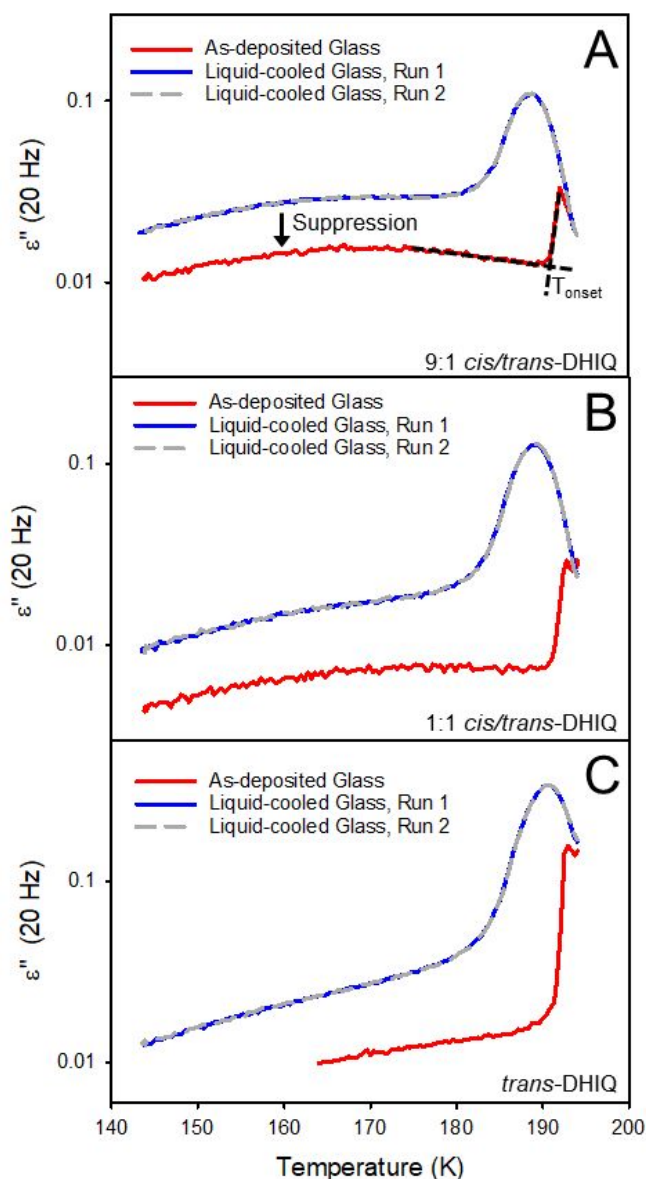 A
As-deposited Glass
Liquid-cooled Glass, Run 1
Liquid-cooled Glass, Run 2
0.1
ε" (20 Hz)
Suppression
0.01
Tonset
9:1 cis/trans-DHIQ
B
As-deposited Glass
Liquid-cooled Glass, Run 1
Liquid-cooled Glass, Run 2
0.1
ε" (20 Hz)
0.01
1:1 cis/trans-DHIQ
C
As-deposited Glass
Liquid-cooled Glass, Run 1
Liquid-cooled Glass, Run 2
0.1
ε" (20 Hz)
0.01
trans-DHIQ
140 150 160 170 180 190 200
Temperature (K)